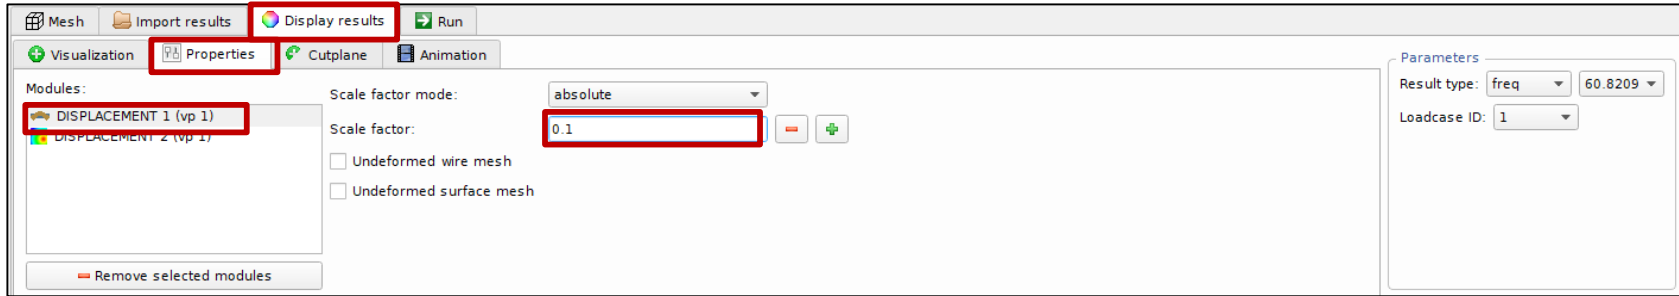 Mesh Import results Display results Run
Visualization Properties Cutplane Animation
Modules:
DISPLACEMENT 1 (vp 1)
DISPLACEMENT 2 (vp 1)
Remove selected modules
Scale factor mode: absolute
Scale factor: 0.1
Undeformed wire mesh
Undeformed surface mesh
Parameters
Result type: freq 60.8209
Loadcase ID: 1